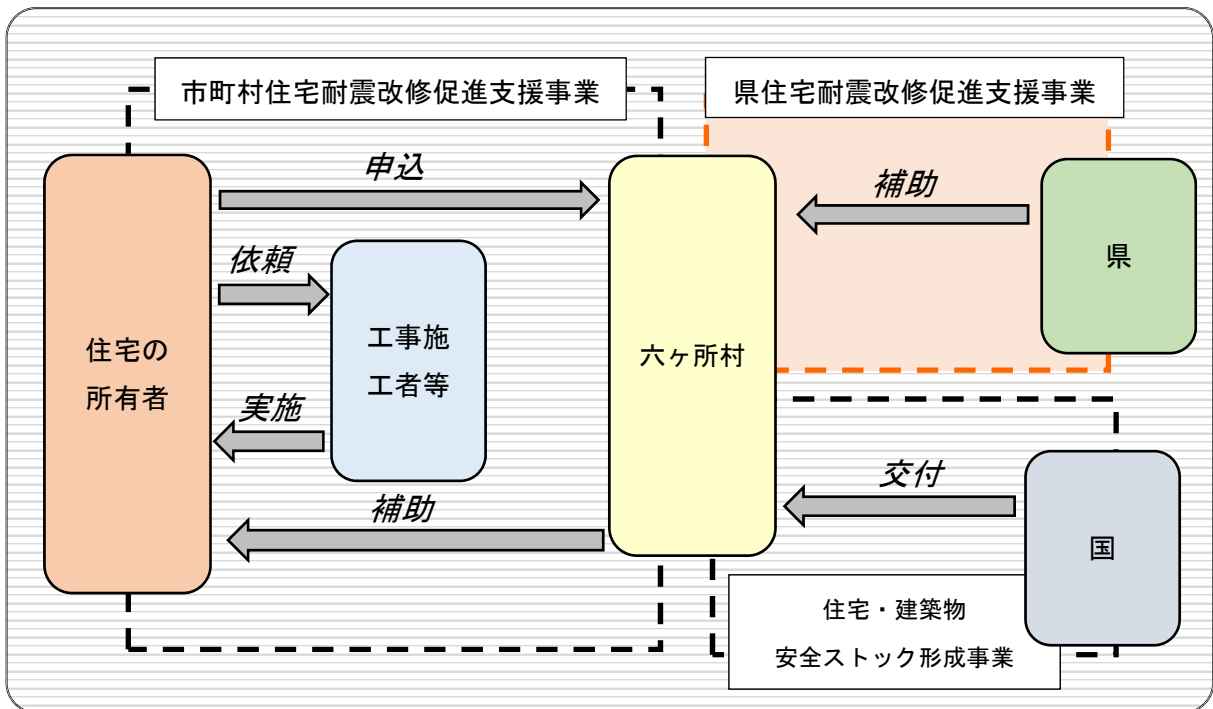 市町村住宅耐震改修促進支援事業
県住宅耐震改修促進支援事業
申込
補助
依頼
県
住宅の
所有者
工事施
工者等
六ヶ所村
実施
交付
補助
国
住宅・建築物
安全ストック形成事業